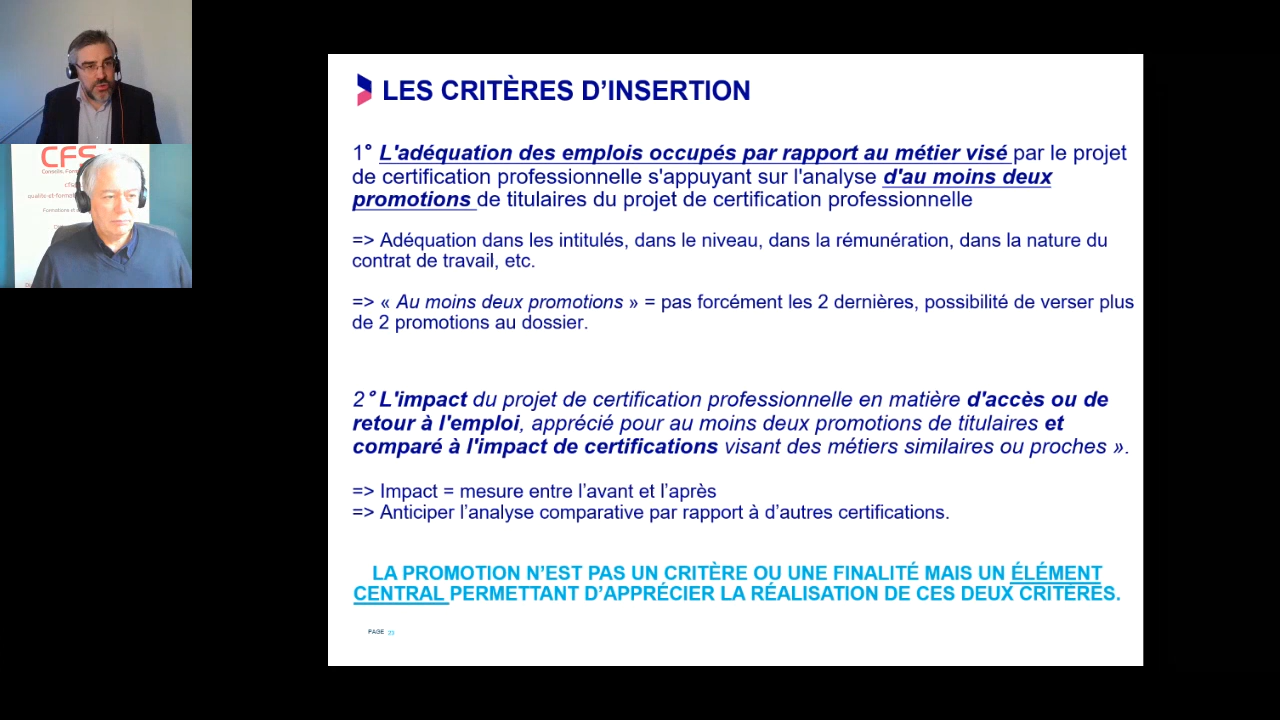 CFS
LES CRITÈRES D'INSERTION
1° L'adéquation des emplois occupés par rapport au métier visé par le projet
de certification professionnelle s'appuyant sur l'analyse d'au moins deux
promotions de titulaires du projet de certification professionnelle
=> Adéquation dans les intitulés, dans le niveau, dans la rémunération, dans la nature du
contrat de travail, etc.
=> « Au moins deux promotions » = pas forcément les 2 dernières, possibilité de verser plus
de 2 promotions au dossier.
2° L'impact du projet de certification professionnelle en matière d'accès ou de
retour à l'emploi, apprécié pour au moins deux promotions de titulaires et
comparé à l'impact de certifications visant des métiers similaires ou proches ».
=> Impact = mesure entre l'avant et l'après
=> Anticiper l'analyse comparative par rapport à d'autres certifications.
LA PROMOTION N'EST PAS UN CRITÈRE OU UNE FINALITÉ MAIS UN ÉLÉMENT
CENTRAL PERMETTANT D'APPRÉCIER LA RÉALISATION DE CES DEUX CRITÈRES.
PAGE 23